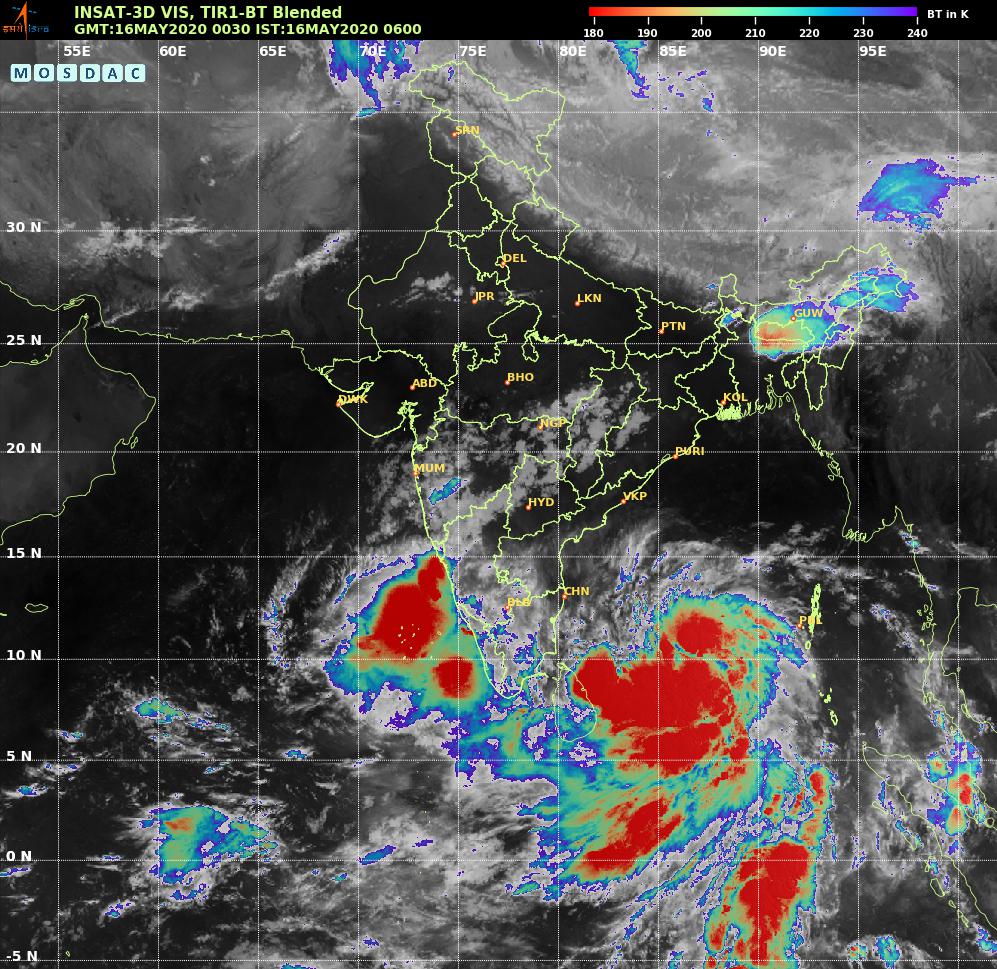 INSAT-3D VIS, TIR1-BT Blended
GMT:16MAY2020 0030 IST:16MAY2020 0600
BT in K
180 190 200 210 220 230 240
55E 60E 65E 70E 75E 80E 85E 90E 95E
MOSDAC
SRN
30 N
DEL
JPR LKN GUW
PTN
25 N
ABD BHO
DWK KOL
NGP
20 N PURI
MUM
HYD VKP
15 N
BLG CHN
PBL
10 N
5 N
0 N
-5 N